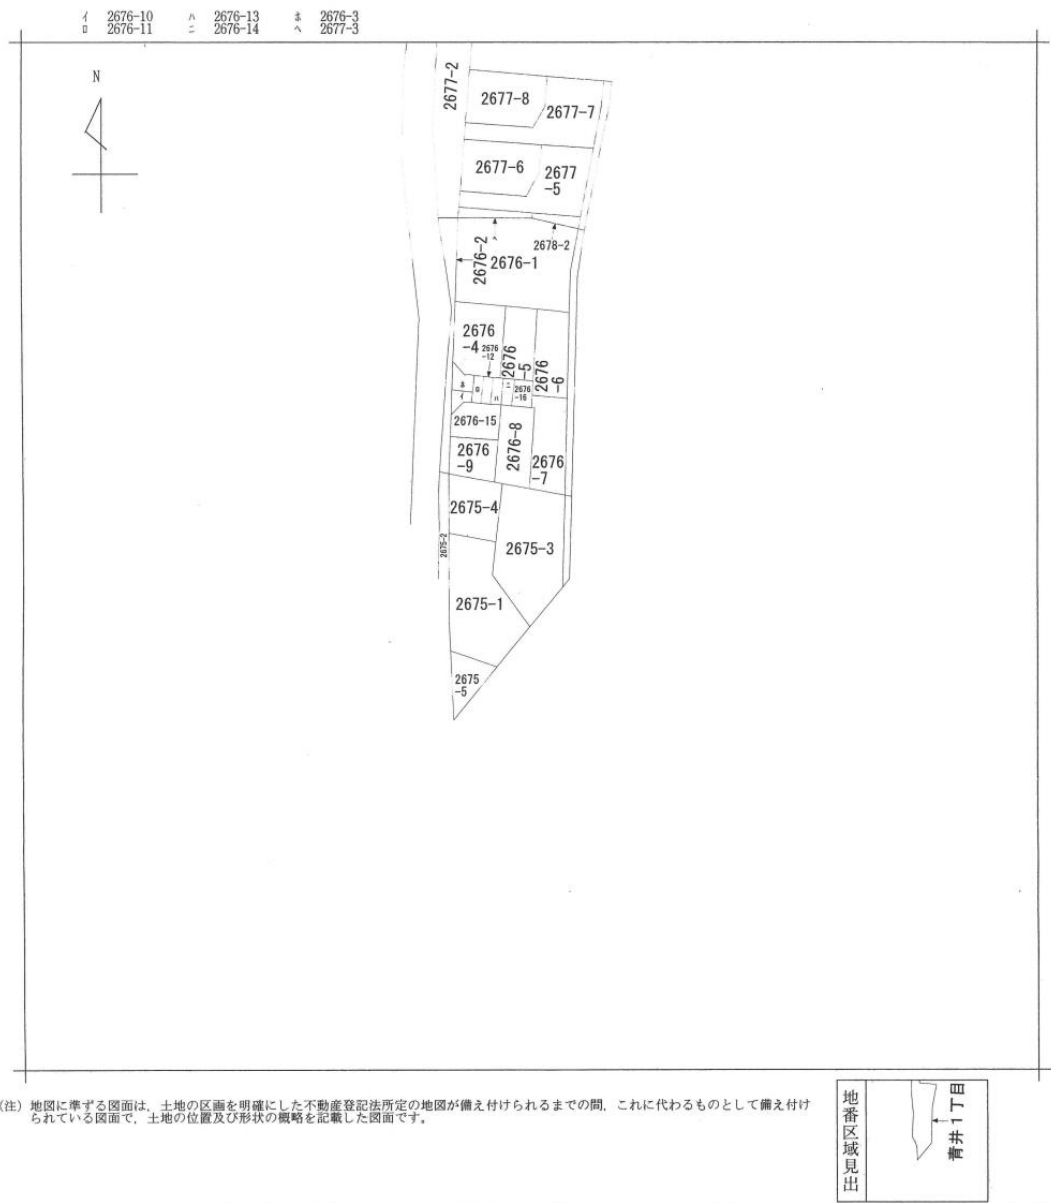 イ 2676-10 ハ 2676-13 ホ 2676-3
ロ 2676-11 ニ 2676-14 ヘ 2677-3
N
2677-2
2677-8
2677-7
2677-6
2677
-5
2676-2
ヘ
2678-2
2676-1
2676
-4
2676
-12
2676
-5
2676
-6
ホ
イ
ロ
ハ
ニ
2676
-16
2676-15
2676-8
2676
-9
2676
-7
2675-4
2675-2
2675-3
2675-1
2675
-5
(注) 地図に準ずる図面は、土地の区画を明確にした不動産登記法所定の地図が備え付けられるまでの間、これに代わるものとして備え付け
られている図面で、土地の位置及び形状の概略を記載した図面です。
地番区域見出
青井1丁目